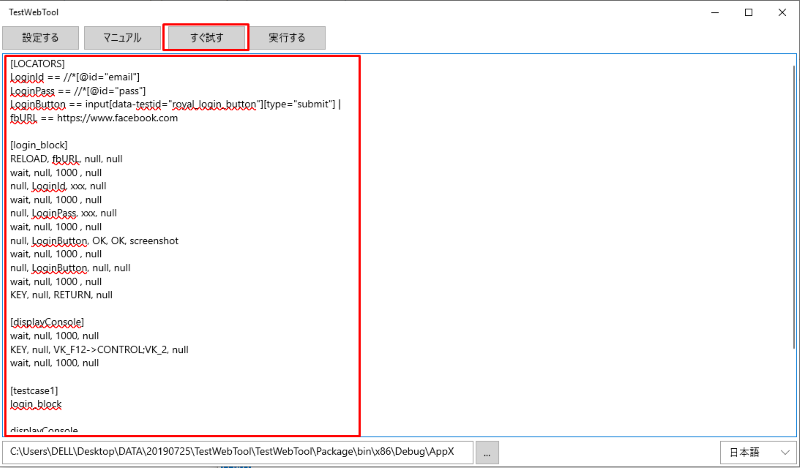 TestWebTool
設定する マニュアル すぐ試す 実行する
[LOCATORS]
LoginId == //*[@id="email"]
LoginPass == //*[@id="pass"]
LoginButton == input[data-testid="royal_login_button"][type="submit"] |
fbURL == https://www.facebook.com
[login_block]
RELOAD, fbURL, null, null
wait, null, 1000 , null
null, LoginId, xxx, null
wait, null, 1000 , null
null, LoginPass, xxx, null
wait, null, 1000 , null
null, LoginButton, OK, OK, screenshot
wait, null, 1000 , null
null, LoginButton, null, null
wait, null, 1000 , null
KEY, null, RETURN, null
[displayConsole]
wait, null, 1000, null
KEY, null, VK_F12->CONTROL;VK_2, null
wait, null, 1000, null
[testcase1]
login_block
displayConsole
C:\Users\DELL\Desktop\DATA\20190725\TestWebTool\TestWebTool\Package\bin\x86\Debug\AppX ... 日本語